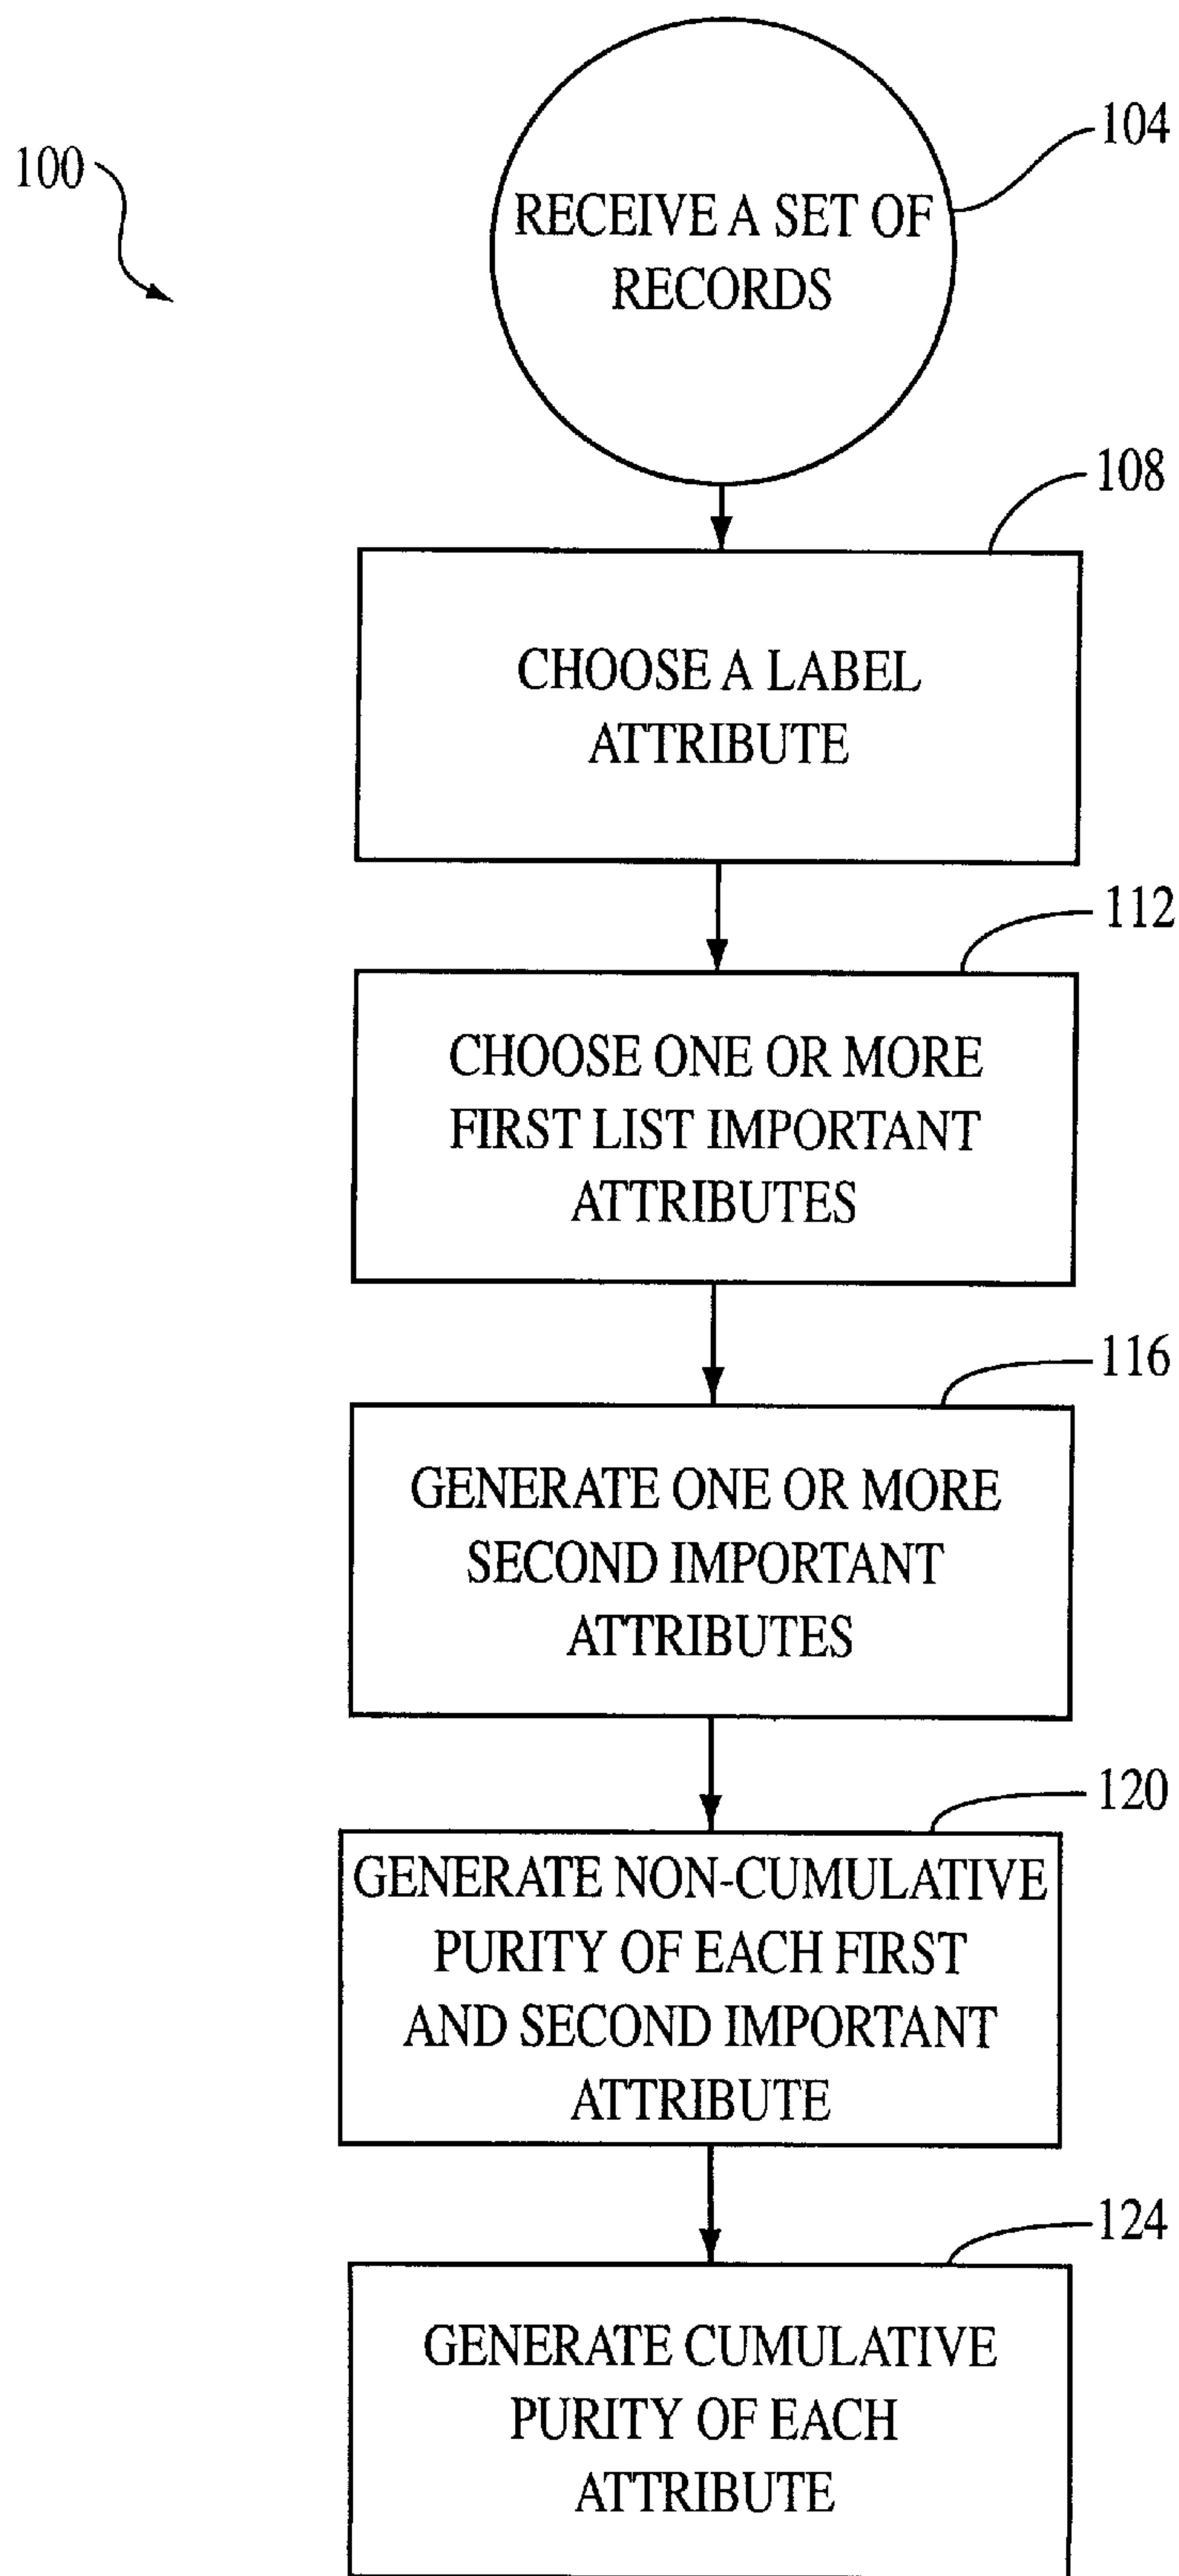 104
100
RECEIVE A SET OF
RECORDS
108
CHOOSE A LABEL
ATTRIBUTE
112
CHOOSE ONE OR MORE
FIRST LIST IMPORTANT
ATTRIBUTES
116
GENERATE ONE OR MORE
SECOND IMPORTANT
ATTRIBUTES
120
GENERATE NON-CUMULATIVE
PURITY OF EACH FIRST
AND SECOND IMPORTANT
ATTRIBUTE
124
GENERATE CUMULATIVE
PURITY OF EACH
ATTRIBUTE